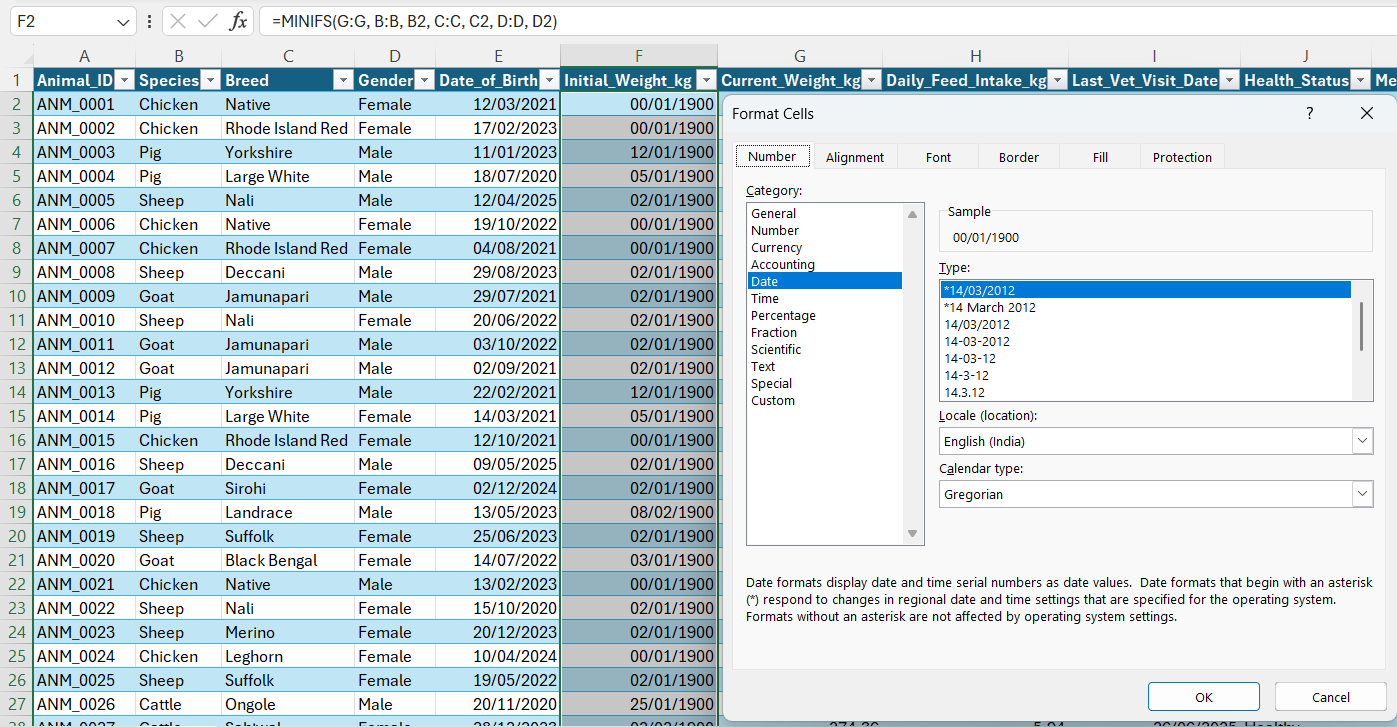 F2 fx =MINIFS(G:G, B:B, B2, C:C, C2, D:D, D2)
A B C D E F G H I J
1 Animal_ID Species Breed Gender Date_of_Birth Initial_Weight_kg Current_Weight_kg Daily_Feed_Intake_kg Last_Vet_Visit_Date Health_Status Me
2 ANM_0001 Chicken Native Female 12/03/2021 00/01/1900
3 ANM_0002 Chicken Rhode Island Red Female 17/02/2023 00/01/1900
4 ANM_0003 Pig Yorkshire Male 11/01/2023 12/01/1900
5 ANM_0004 Pig Large White Male 18/07/2020 05/01/1900
6 ANM_0005 Sheep Nali Male 12/04/2025 02/01/1900
7 ANM_0006 Chicken Native Female 19/10/2022 00/01/1900
8 ANM_0007 Chicken Rhode Island Red Female 04/08/2021 00/01/1900
9 ANM_0008 Sheep Deccani Male 29/08/2023 02/01/1900
10 ANM_0009 Goat Jamunapari Male 29/07/2021 02/01/1900
11 ANM_0010 Sheep Nali Female 20/06/2022 02/01/1900
12 ANM_0011 Goat Jamunapari Male 03/10/2022 02/01/1900
13 ANM_0012 Goat Jamunapari Male 02/09/2021 02/01/1900
14 ANM_0013 Pig Yorkshire Male 22/02/2021 12/01/1900
15 ANM_0014 Pig Large White Female 14/03/2021 05/01/1900
16 ANM_0015 Chicken Rhode Island Red Female 12/10/2021 00/01/1900
17 ANM_0016 Sheep Deccani Male 09/05/2025 02/01/1900
18 ANM_0017 Goat Sirohi Female 02/12/2024 02/01/1900
19 ANM_0018 Pig Landrace Male 13/05/2023 08/02/1900
20 ANM_0019 Sheep Suffolk Female 25/06/2023 02/01/1900
21 ANM_0020 Goat Black Bengal Female 14/07/2022 03/01/1900
22 ANM_0021 Chicken Native Male 13/02/2023 00/01/1900
23 ANM_0022 Sheep Nali Female 15/10/2020 02/01/1900
24 ANM_0023 Sheep Merino Female 20/12/2023 02/01/1900
25 ANM_0024 Chicken Leghorn Female 10/04/2024 00/01/1900
26 ANM_0025 Sheep Suffolk Female 19/05/2022 02/01/1900
27 ANM_0026 Cattle Ongole Male 20/11/2020 25/01/1900
Format Cells ?
Number Alignment Font Border Fill Protection
Category:
General
Number
Currency
Accounting
Date
Time
Percentage
Fraction
Scientific
Text
Special
Custom
Sample
00/01/1900
Type:
*14/03/2012
*14 March 2012
14/03/2012
14-03-2012
14-03-12
14-3-12
14.3.12
Locale (location):
English (India)
Calendar type:
Gregorian
Date formats display date and time serial numbers as date values. Date formats that begin with an asterisk
(*) respond to changes in regional date and time settings that are specified for the operating system.
Formats without an asterisk are not affected by operating system settings.
OK Cancel